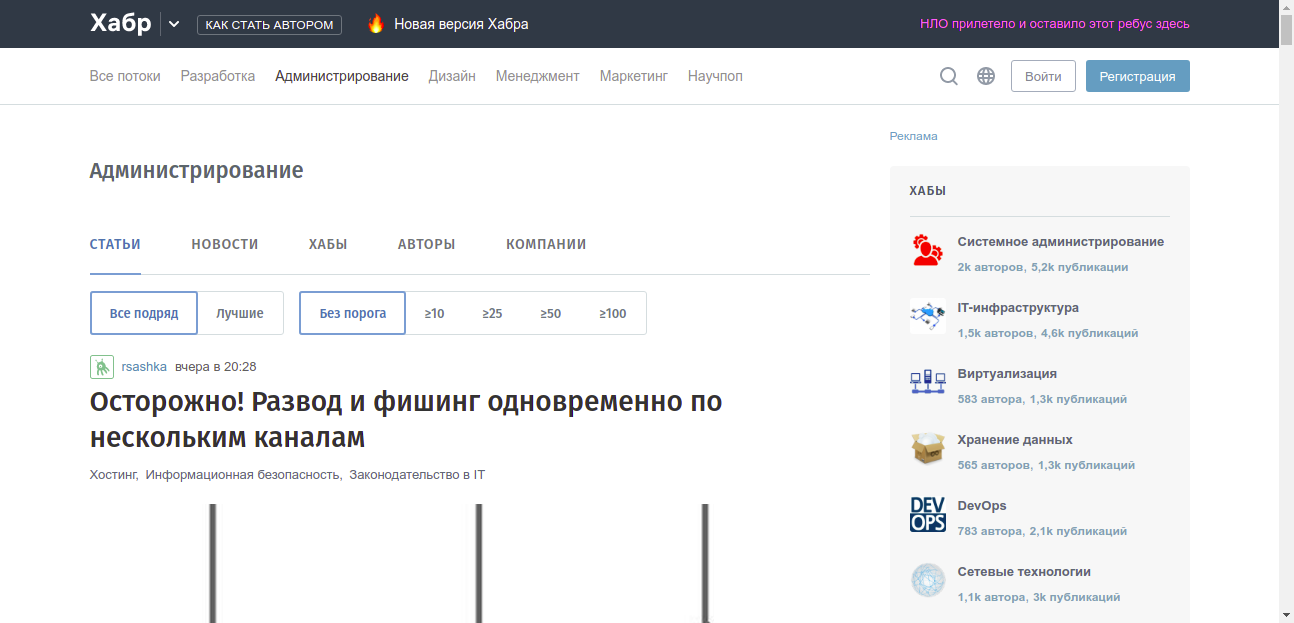 Хабр
КАК СТАТЬ АВТОРОМ
Новая версия Хабра
НЛО прилетело и оставило этот ребус здесь
Все потоки Разработка Администрирование Дизайн Менеджмент Маркетинг Научпоп
Войти
Регистрация
Реклама
Администрирование
СТАТЬИ НОВОСТИ ХАБЫ АВТОРЫ КОМПАНИИ
Все подряд Лучшие Без порога ≥10 ≥25 ≥50 ≥100
rsashka вчера в 20:28
Осторожно! Развод и фишинг одновременно по
нескольким каналам
Хостинг, Информационная безопасность, Законодательство в IT
ХАБЫ
Системное администрирование
2k авторов, 5,2k публикации
IT-инфраструктура
1,5k авторов, 4,6k публикаций
Виртуализация
583 автора, 1,3k публикаций
Хранение данных
565 авторов, 1,3k публикаций
DEV
OPS
DevOps
783 автора, 2,1k публикаций
Сетевые технологии
1,1k автора, 3k публикаций